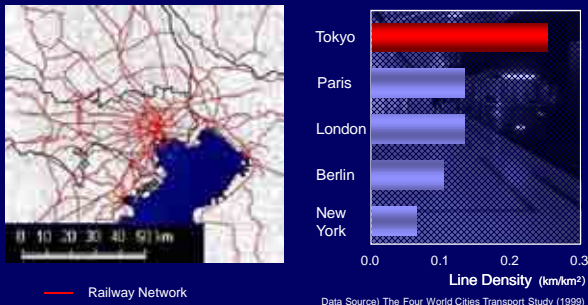 0 10 20 30 40 50 km
Railway Network
Tokyo
Paris
London
Berlin
New
York
0.0 0.1 0.2 0.3
Line Density (km/km²)
Data Source) The Four World Cities Transport Study (1999)